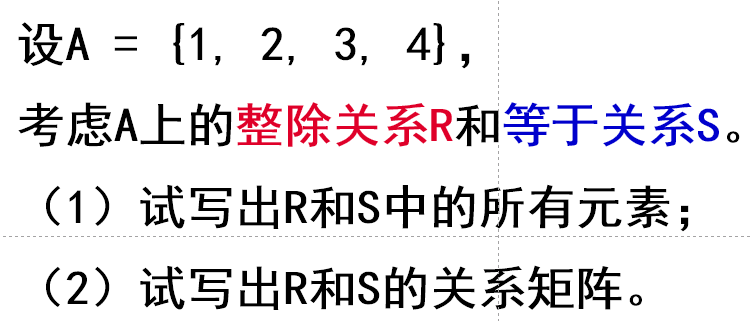 设A = {1, 2, 3, 4}，
考虑A上的整除关系R和等于关系S。
（1）试写出R和S中的所有元素；
（2）试写出R和S的关系矩阵。